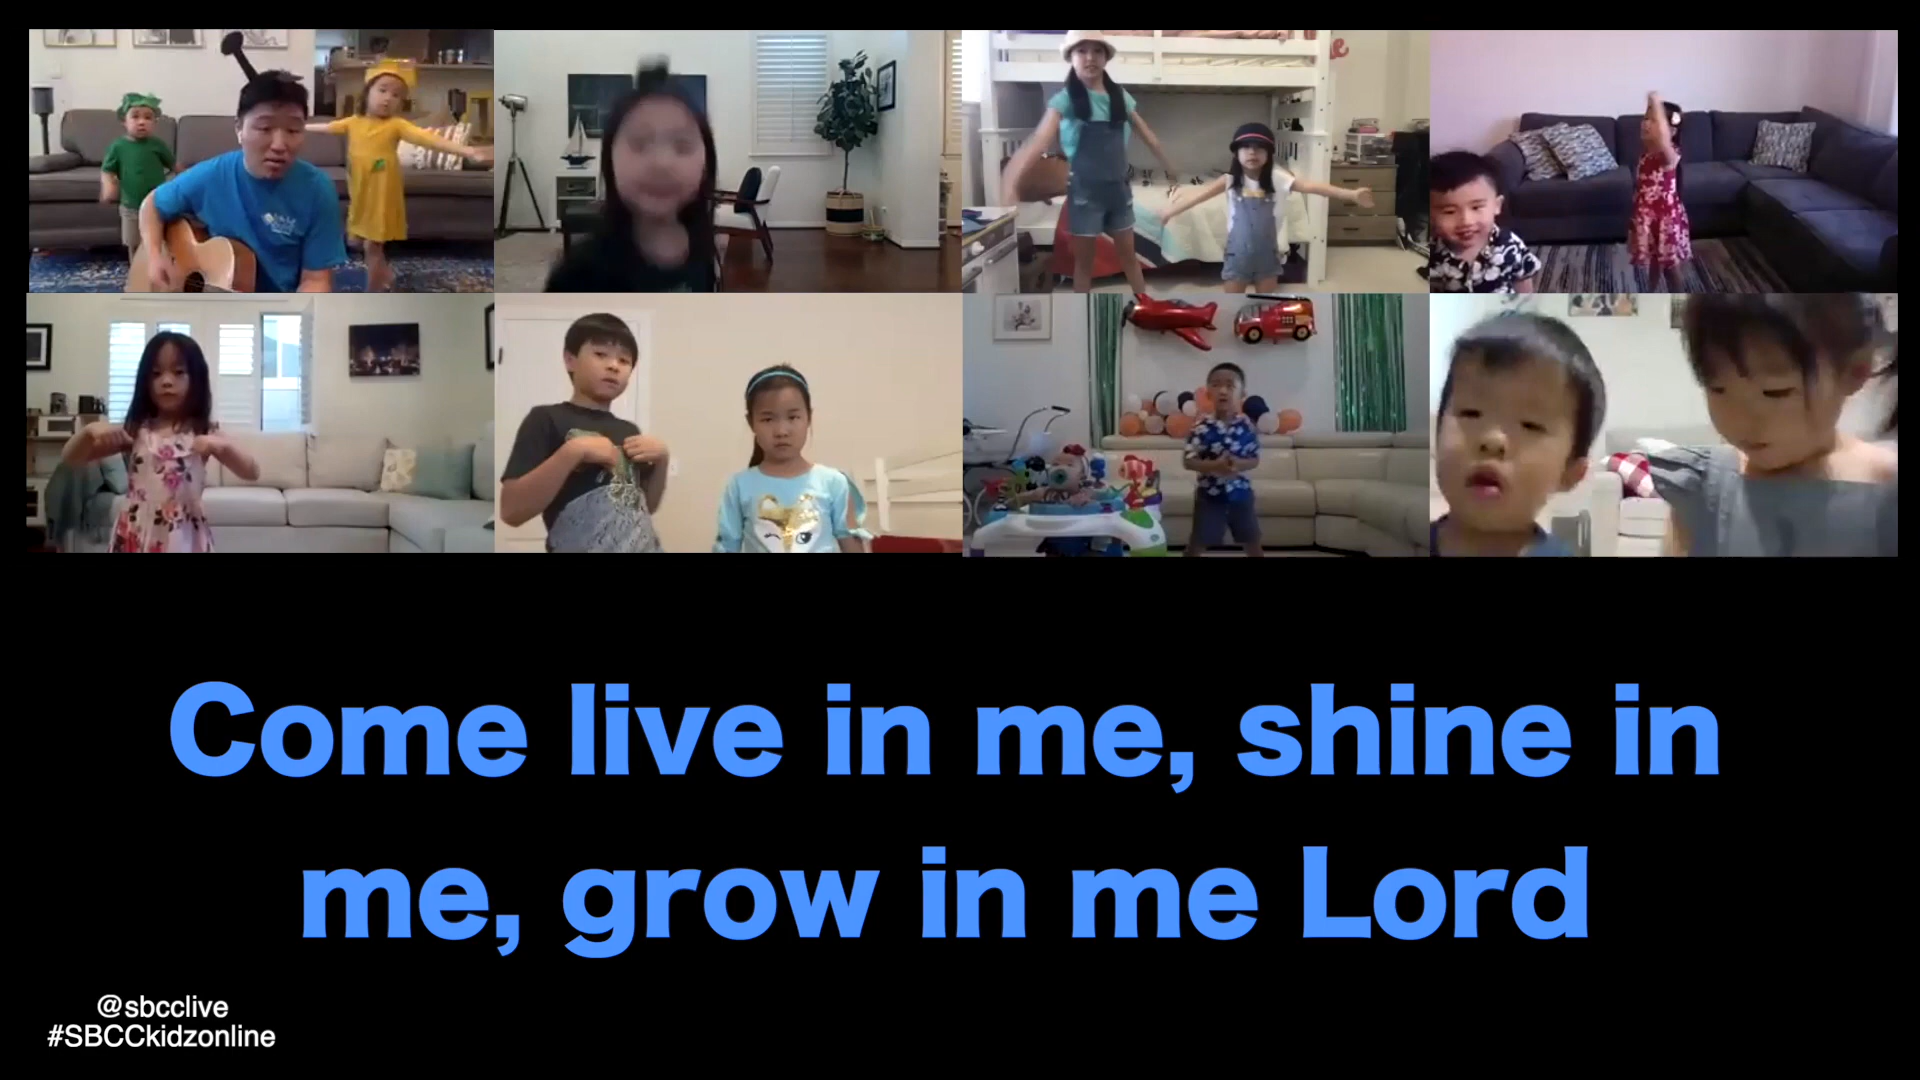 Come live in me, shine in
me, grow in me Lord
@sbcclive
#SBCCkidzonline